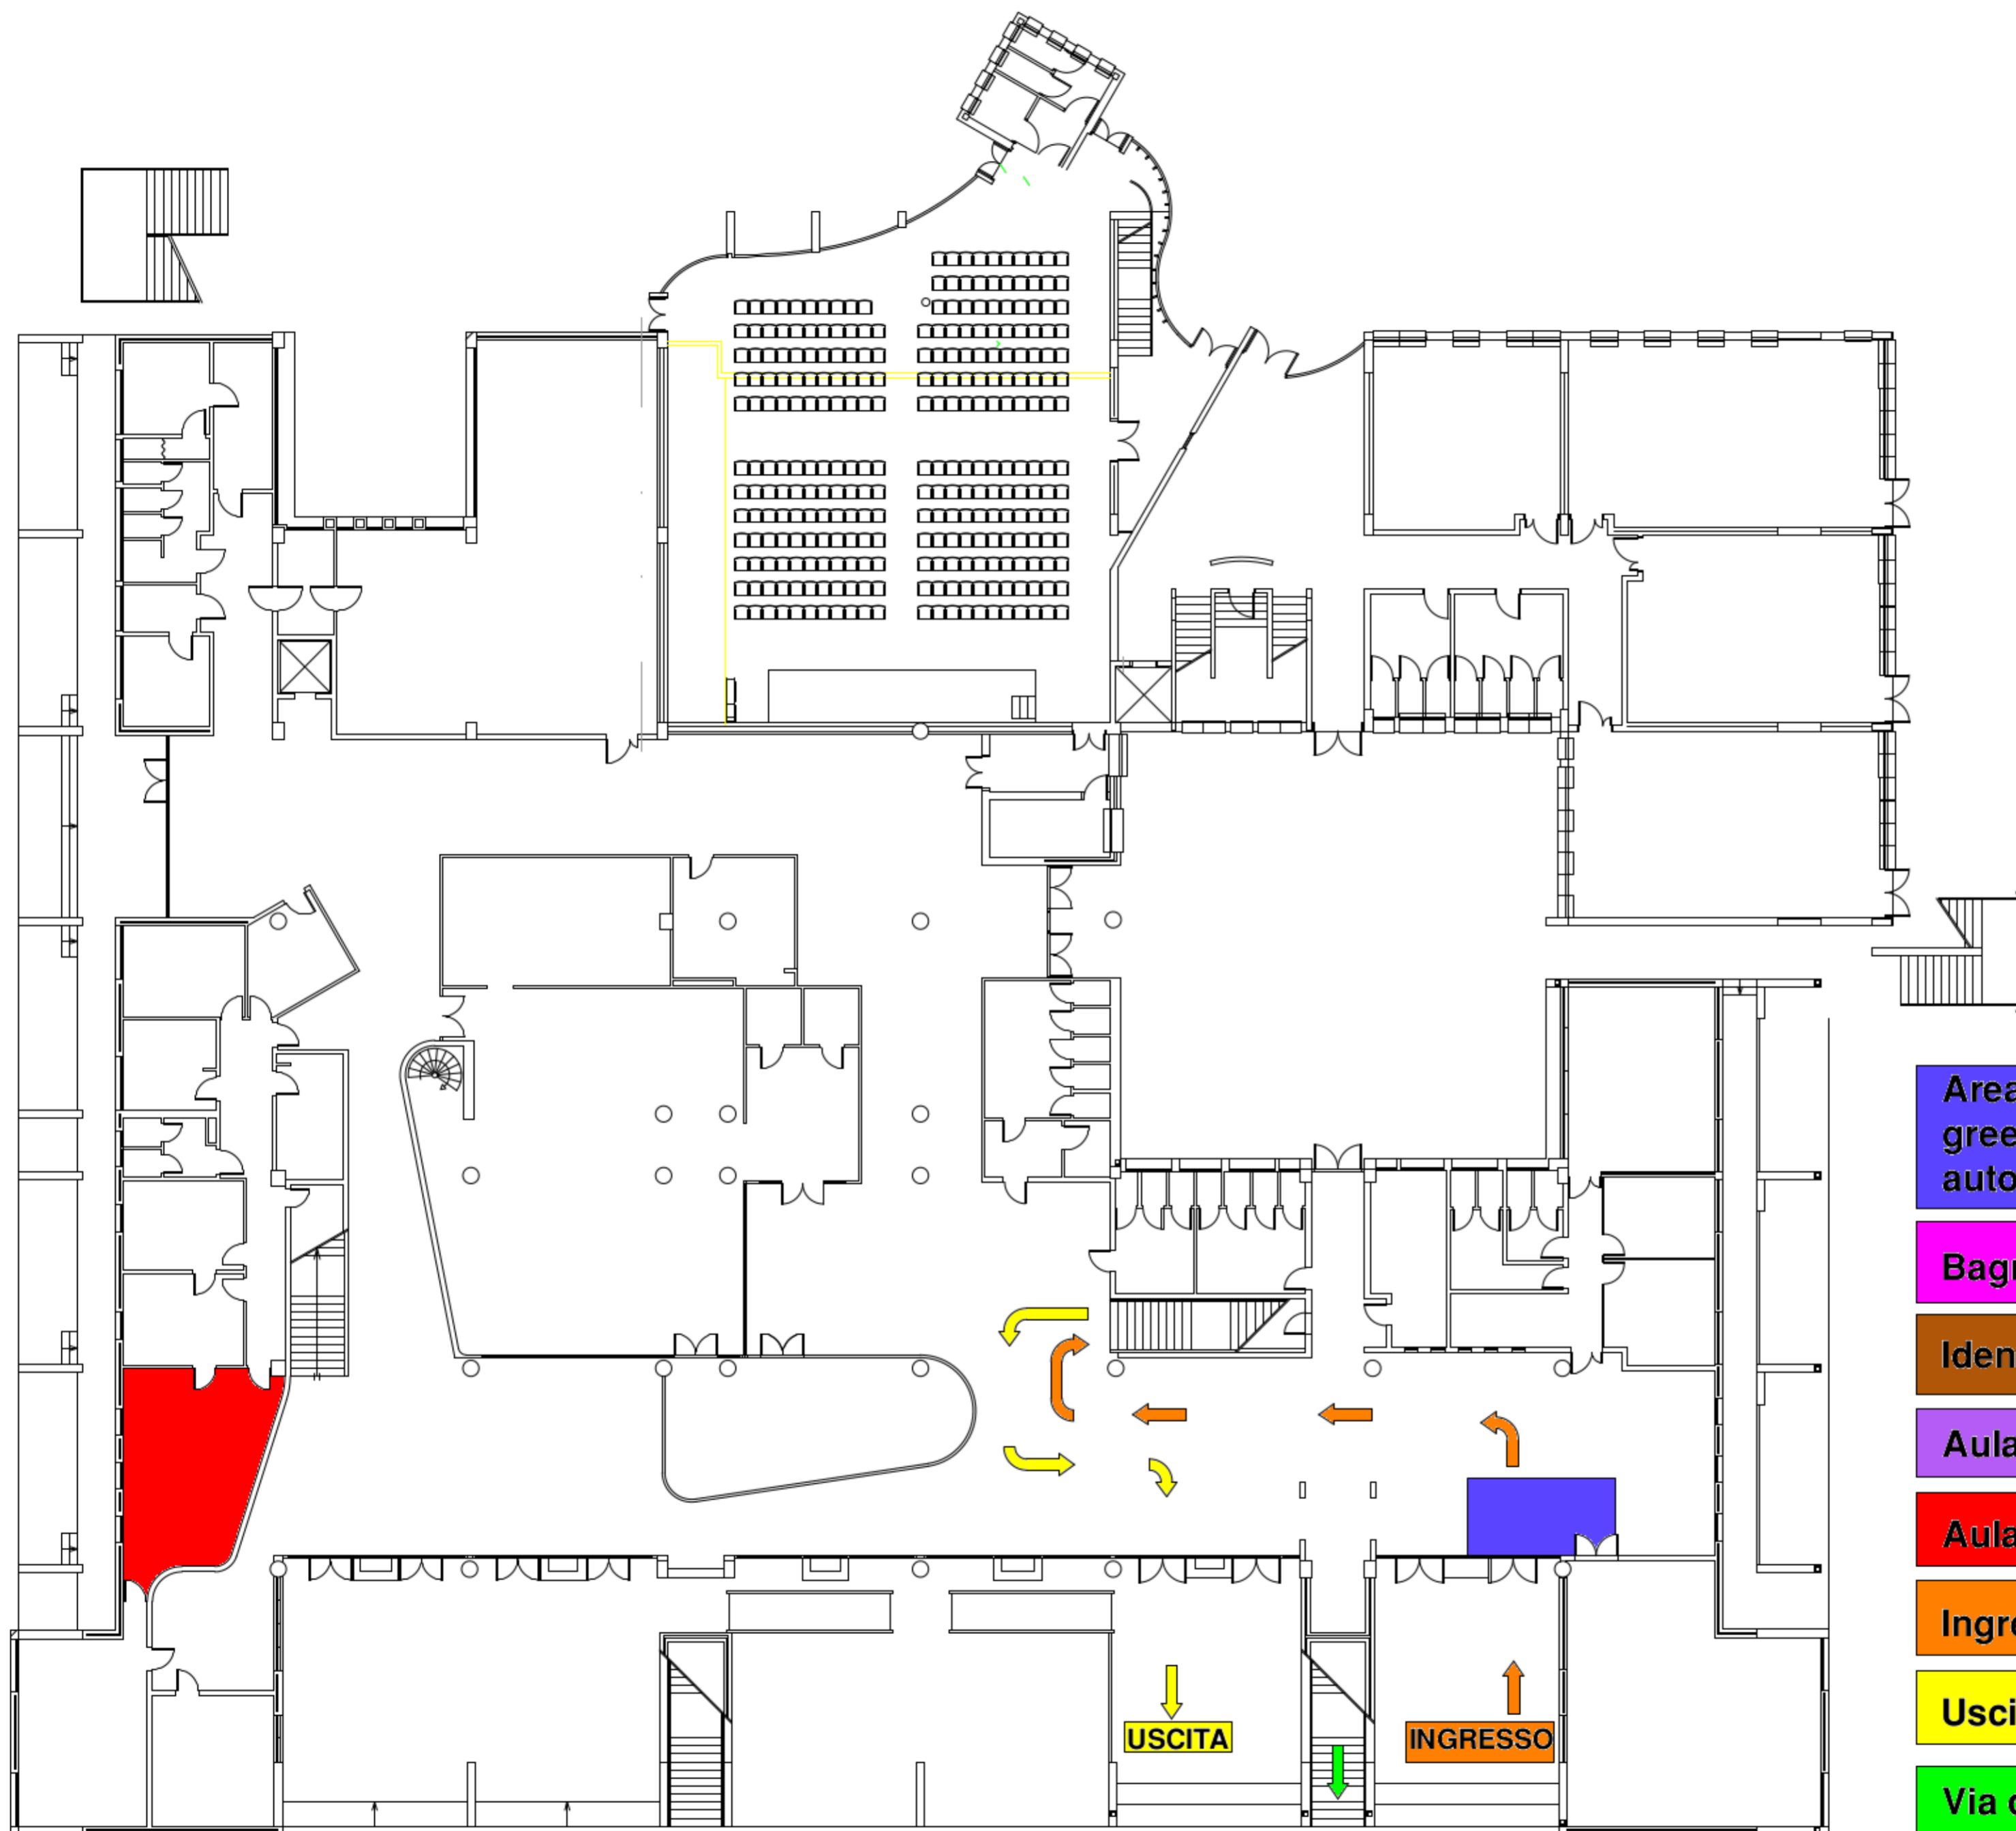 Area
gree
auto
Bagn
Iden
Aula
Aula
Ingre
Usci
USCITA
INGRESSO
Via d